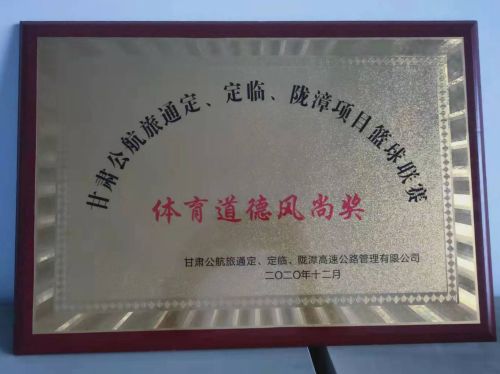 甘肃公航旅通定、定临、陇漳项目篮球联赛
体育道德风尚奖
甘肃公航旅通定、定临、陇漳高速公路管理有限公司
二〇二〇年十二月